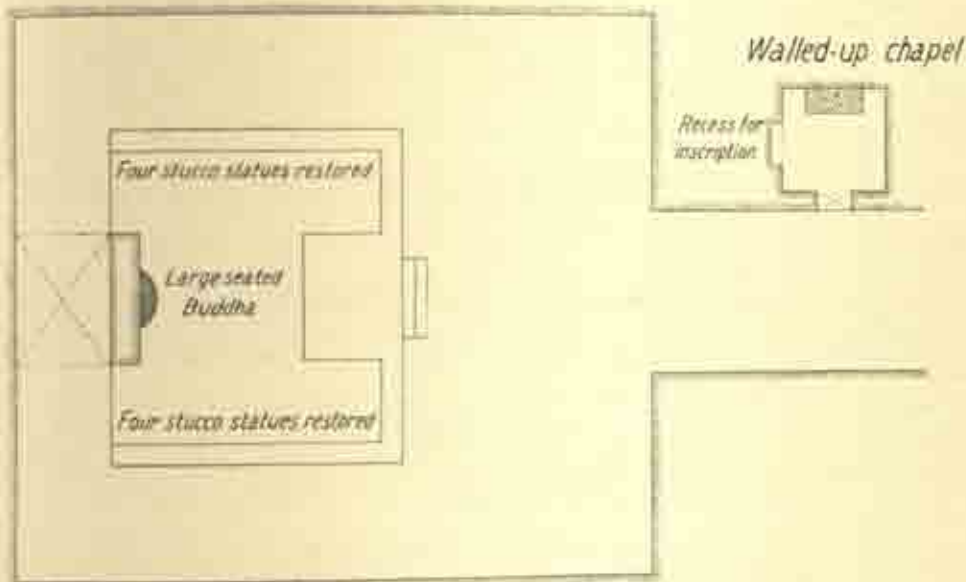 Walled-up chapel
Recess for
inscription
Four stucco statues restored
Large seated
Buddha
Four stucco statues restored